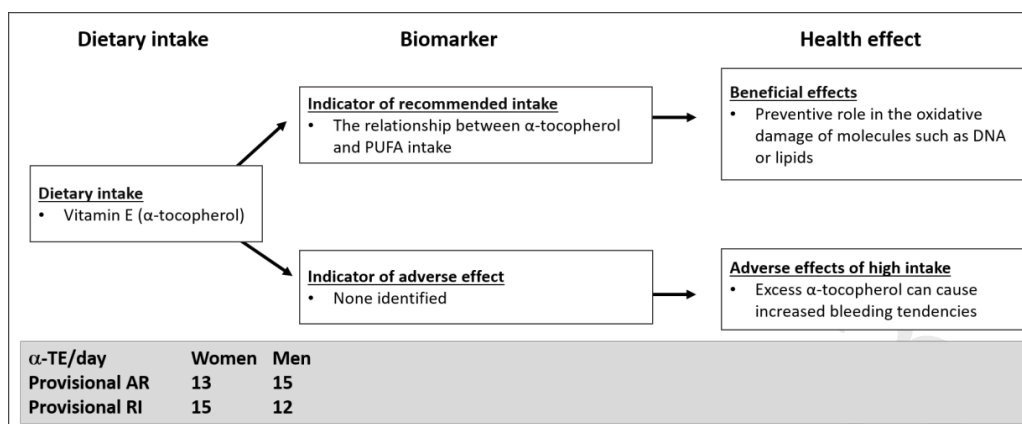 Dietary intake
Biomarker
Health effect
Dietary intake
• Vitamin E (α-tocopherol)
Indicator of recommended intake
• The relationship between α-tocopherol
and PUFA intake
Beneficial effects
• Preventive role in the oxidative
damage of molecules such as DNA
or lipids
Indicator of adverse effect
• None identified
Adverse effects of high intake
• Excess α-tocopherol can cause
increased bleeding tendencies
α-TE/day Women Men
Provisional AR 13 15
Provisional RI 15 12